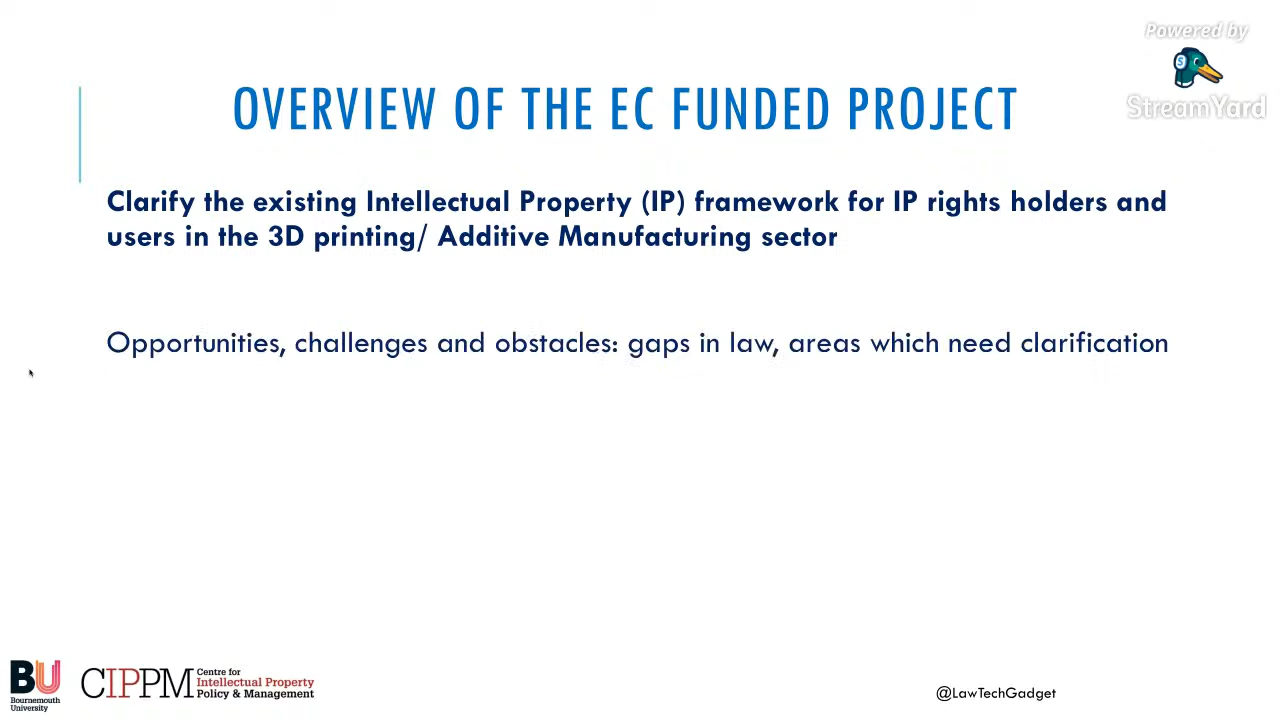 Powered by
StreamYard
OVERVIEW OF THE EC FUNDED PROJECT
Clarify the existing Intellectual Property (IP) framework for IP rights holders and
users in the 3D printing/ Additive Manufacturing sector
Opportunities, challenges and obstacles: gaps in law, areas which need clarification
BU
Bournemouth
University
CIPPM
Centre for
Intellectual Property
Policy & Management
@LawTechGadget